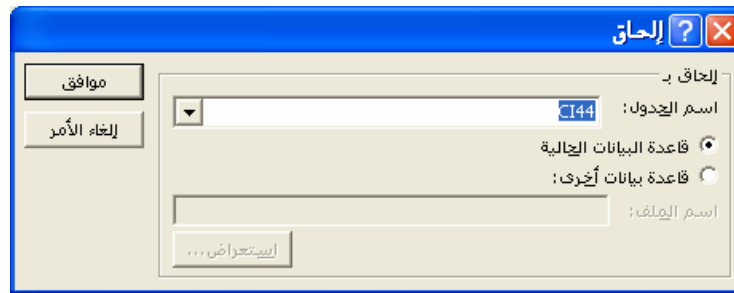 إلحاق
إلحاق بـ
اسم الجدول: CI44
قاعدة البيانات الحالية
قاعدة بيانات أخرى:
اسم الملف:
استعراض...
موافق
إلغاء الأمر